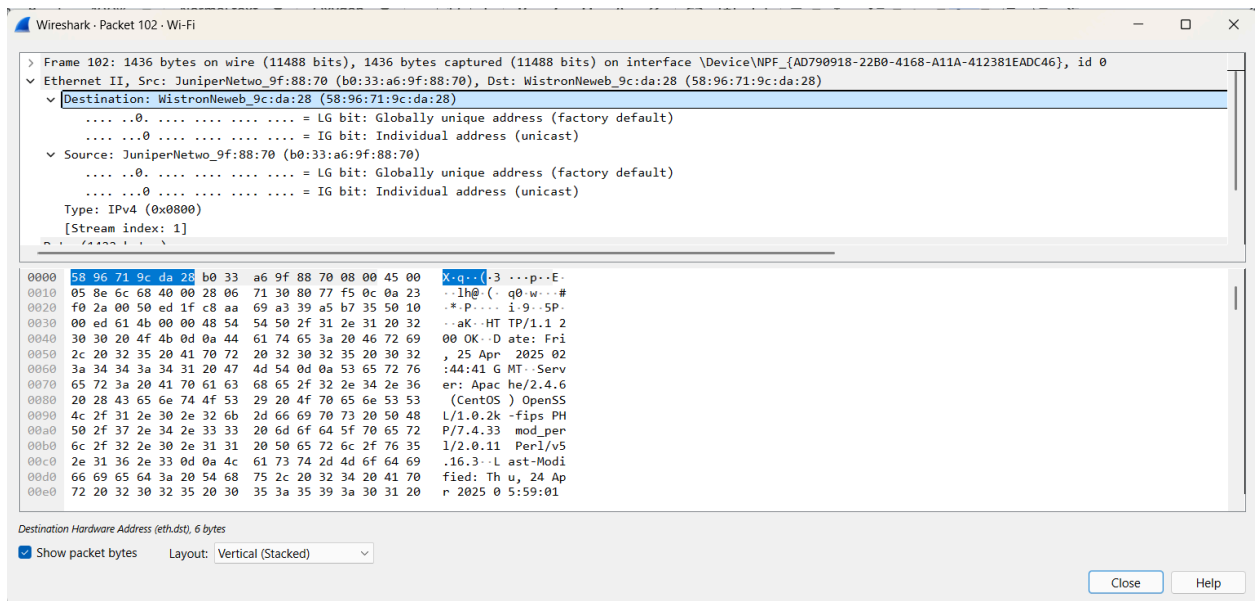 Wireshark · Packet 102 · Wi-Fi
Frame 102: 1436 bytes on wire (11488 bits), 1436 bytes captured (11488 bits) on interface \Device\NPF_{AD790918-22B0-4168-A11A-412381EADC46}, id 0
Ethernet II, Src: JuniperNetwo_9f:88:70 (b0:33:a6:9f:88:70), Dst: WistronNeweb_9c:da:28 (58:96:71:9c:da:28)
Destination: WistronNeweb_9c:da:28 (58:96:71:9c:da:28)
.... ..0. .... .... .... .... = LG bit: Globally unique address (factory default)
.... ...0 .... .... .... .... = IG bit: Individual address (unicast)
Source: JuniperNetwo_9f:88:70 (b0:33:a6:9f:88:70)
.... ..0. .... .... .... .... = LG bit: Globally unique address (factory default)
.... ...0 .... .... .... .... = IG bit: Individual address (unicast)
Type: IPv4 (0x0800)
[Stream index: 1]
0000 58 96 71 9c da 28 b0 33 a6 9f 88 70 08 00 45 00 X·q··(·3 ···p··E·
0010 05 8e 6c 68 40 00 28 06 71 30 80 77 f5 0c 0a 23 ··lh@·(· q0·w···#
0020 f0 2a 00 50 ed 1f c8 aa 69 a3 39 a5 b7 35 50 10 ·*·P···· i·9··5P·
0030 00 ed 61 4b 00 00 48 54 54 50 2f 31 2e 31 20 32 ··aK··HT TP/1.1 2
0040 30 30 20 4f 4b 0d 0a 44 61 74 65 3a 20 46 72 69 00 OK··D ate: Fri
0050 2c 20 32 35 20 41 70 72 20 32 30 32 35 20 30 32 , 25 Apr 2025 02
0060 3a 34 34 3a 34 31 20 47 4d 54 0d 0a 53 65 72 76 :44:41 G MT··Serv
0070 65 72 3a 20 41 70 61 63 68 65 2f 32 2e 34 2e 36 er: Apac he/2.4.6
0080 20 28 43 65 6e 74 4f 53 29 20 4f 70 65 6e 53 53 (CentOS ) OpenSS
0090 4c 2f 31 2e 30 2e 32 6b 2d 66 69 70 73 20 50 48 L/1.0.2k -fips PH
00a0 50 2f 37 2e 34 2e 33 33 20 6d 6f 64 5f 70 65 72 P/7.4.33 mod_per
00b0 6c 2f 32 2e 30 2e 31 31 20 50 65 72 6c 2f 76 35 l/2.0.11 Perl/v5
00c0 2e 31 36 2e 33 0d 0a 4c 61 73 74 2d 4d 6f 64 69 .16.3··L ast-Modi
00d0 66 69 65 64 3a 20 54 68 75 2c 20 32 34 20 41 70 fied: Th u, 24 Ap
00e0 72 20 32 30 32 35 20 30 35 3a 35 39 3a 30 31 20 r 2025 0 5:59:01
Destination Hardware Address (eth.dst), 6 bytes
Show packet bytes Layout: Vertical (Stacked)
Close Help